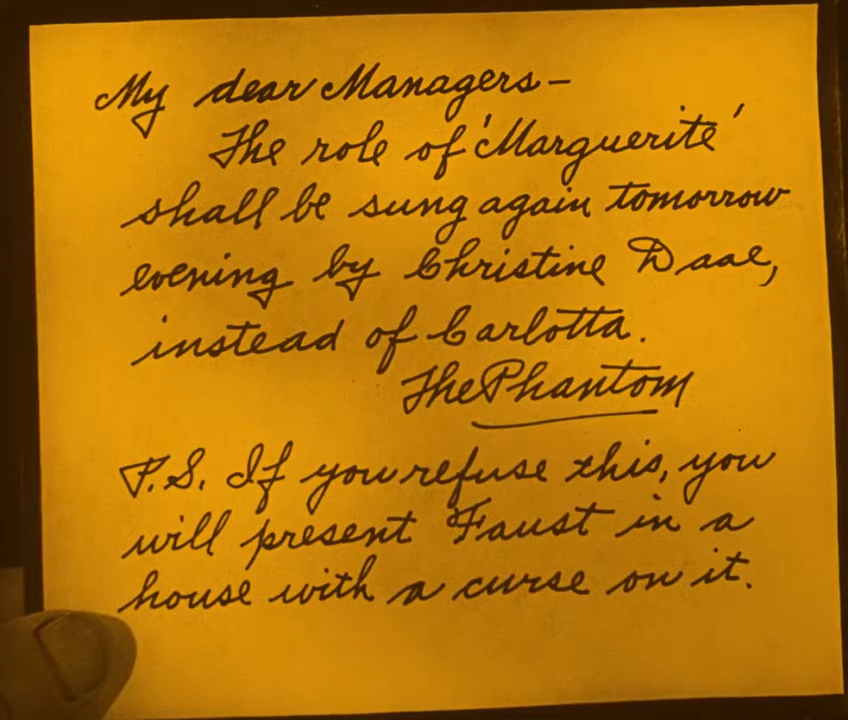 My dear Managers—
The role of 'Marguerite'
shall be sung again tomorrow
evening by Christine Daae,
instead of Carlotta.
The Phantom
P.S. If you refuse this, you
will present Faust in a
house with a curse on it.